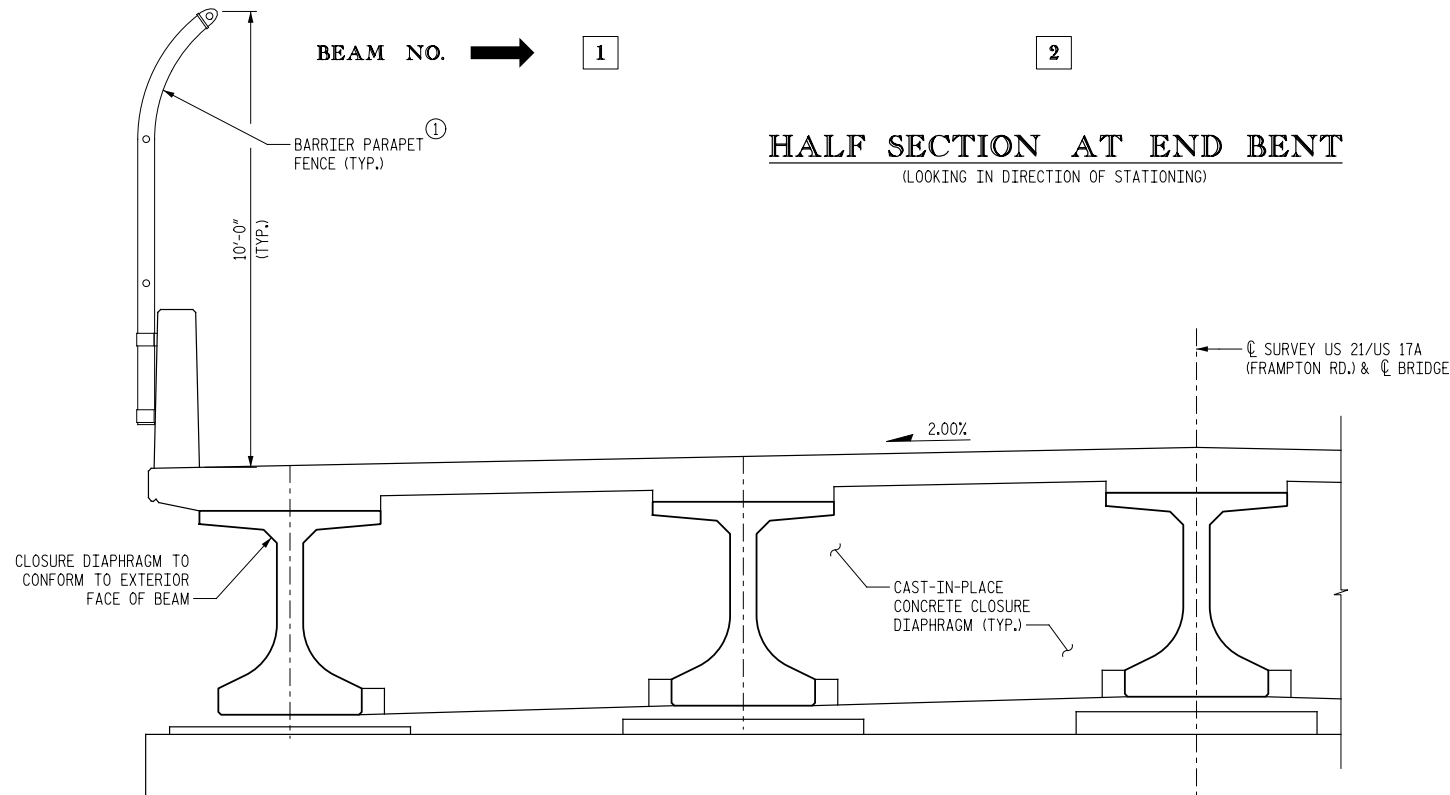 BEAM NO. 1 2
BARRIER PARAPET 1
FENCE (TYP.)
HALF SECTION AT END BENT
(LOOKING IN DIRECTION OF STATIONING)
10'-0"
(TYP.)
℄ SURVEY US 21/US 17A
(FRAMPTON RD.) & ℄ BRIDGE
2.00%
CLOSURE DIAPHRAGM TO
CONFORM TO EXTERIOR
FACE OF BEAM
CAST-IN-PLACE
CONCRETE CLOSURE
DIAPHRAGM (TYP.)